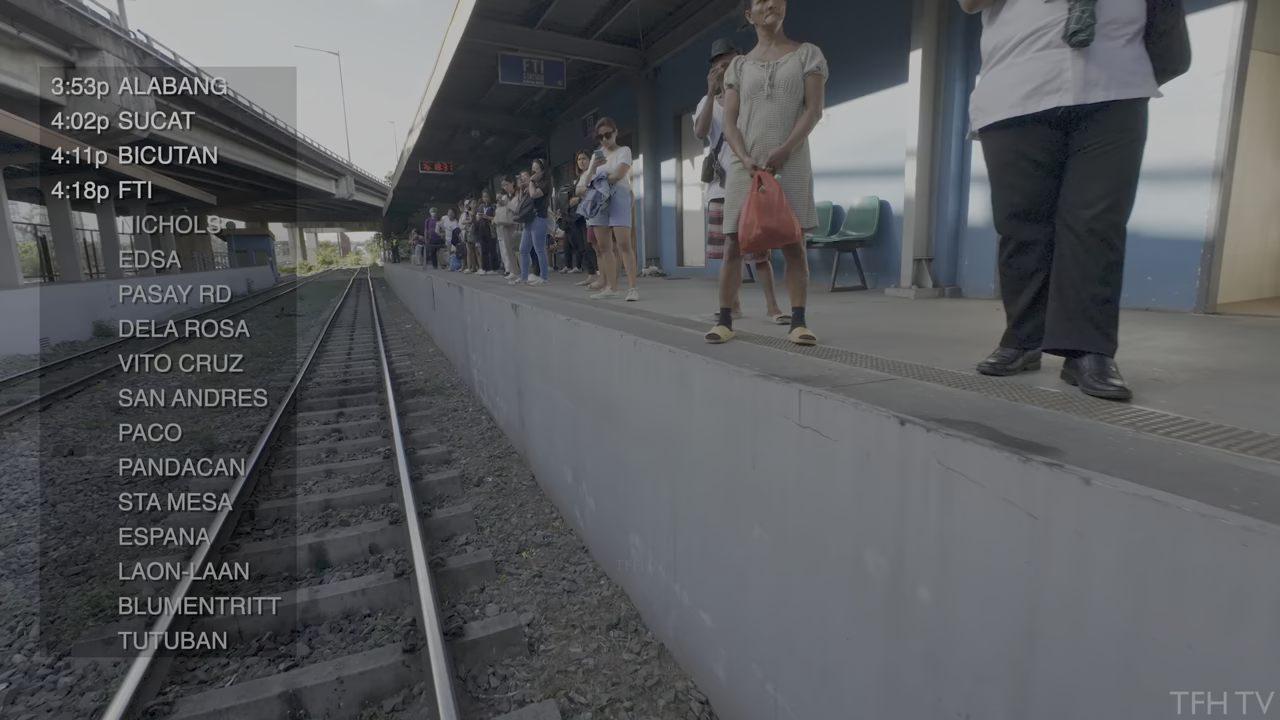 3:53p ALABANG
4:02p SUCAT
4:11p BICUTAN
4:18p FTI
NICHOLS
EDSA
PASAY RD
DELA ROSA
VITO CRUZ
SAN ANDRES
PACO
PANDACAN
STA MESA
ESPANA
LAON-LAAN
BLUMENTRITT
TUTUBAN
FTI
TFH TV